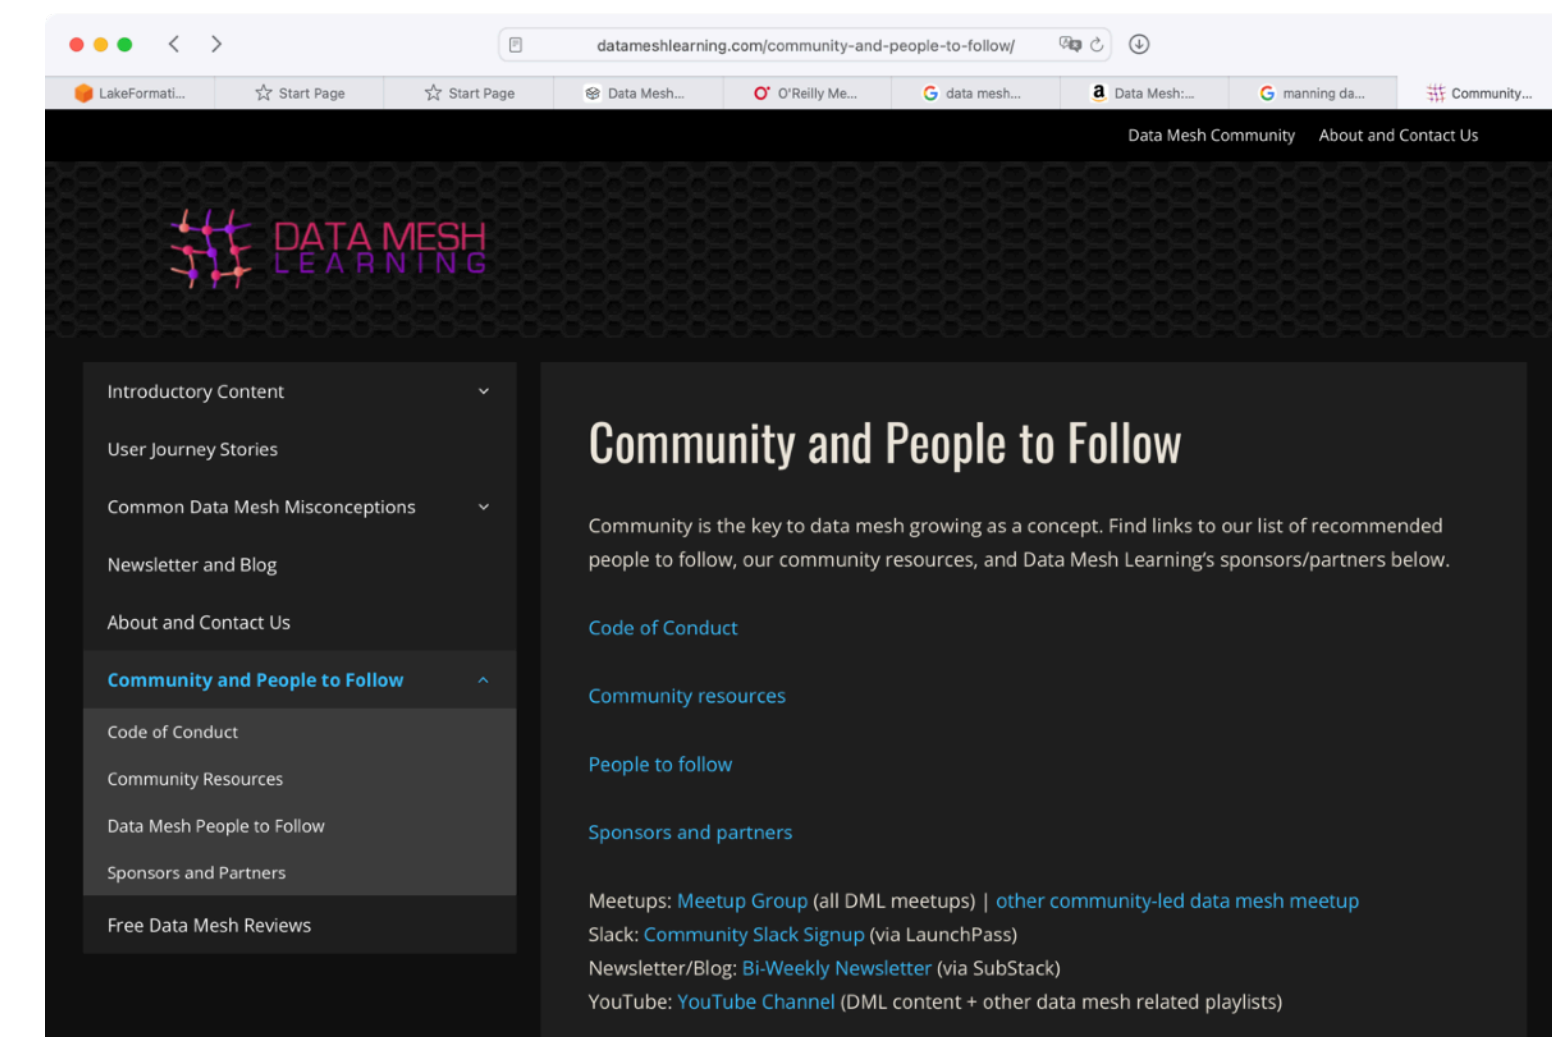 datameshlearning.com/community-and-people-to-follow/
LakeFormati...
Start Page
Start Page
Data Mesh...
O'Reilly Me...
data mesh...
Data Mesh:...
manning da...
Community...
Data Mesh Community
About and Contact Us
DATA MESH
LEARNING
Introductory Content
User Journey Stories
Common Data Mesh Misconceptions
Newsletter and Blog
About and Contact Us
Community and People to Follow
Code of Conduct
Community Resources
Data Mesh People to Follow
Sponsors and Partners
Free Data Mesh Reviews
Community and People to Follow
Community is the key to data mesh growing as a concept. Find links to our list of recommended
people to follow, our community resources, and Data Mesh Learning’s sponsors/partners below.
Code of Conduct
Community resources
People to follow
Sponsors and partners
Meetups: Meetup Group (all DML meetups) | other community-led data mesh meetup
Slack: Community Slack Signup (via LaunchPass)
Newsletter/Blog: Bi-Weekly Newsletter (via SubStack)
YouTube: YouTube Channel (DML content + other data mesh related playlists)